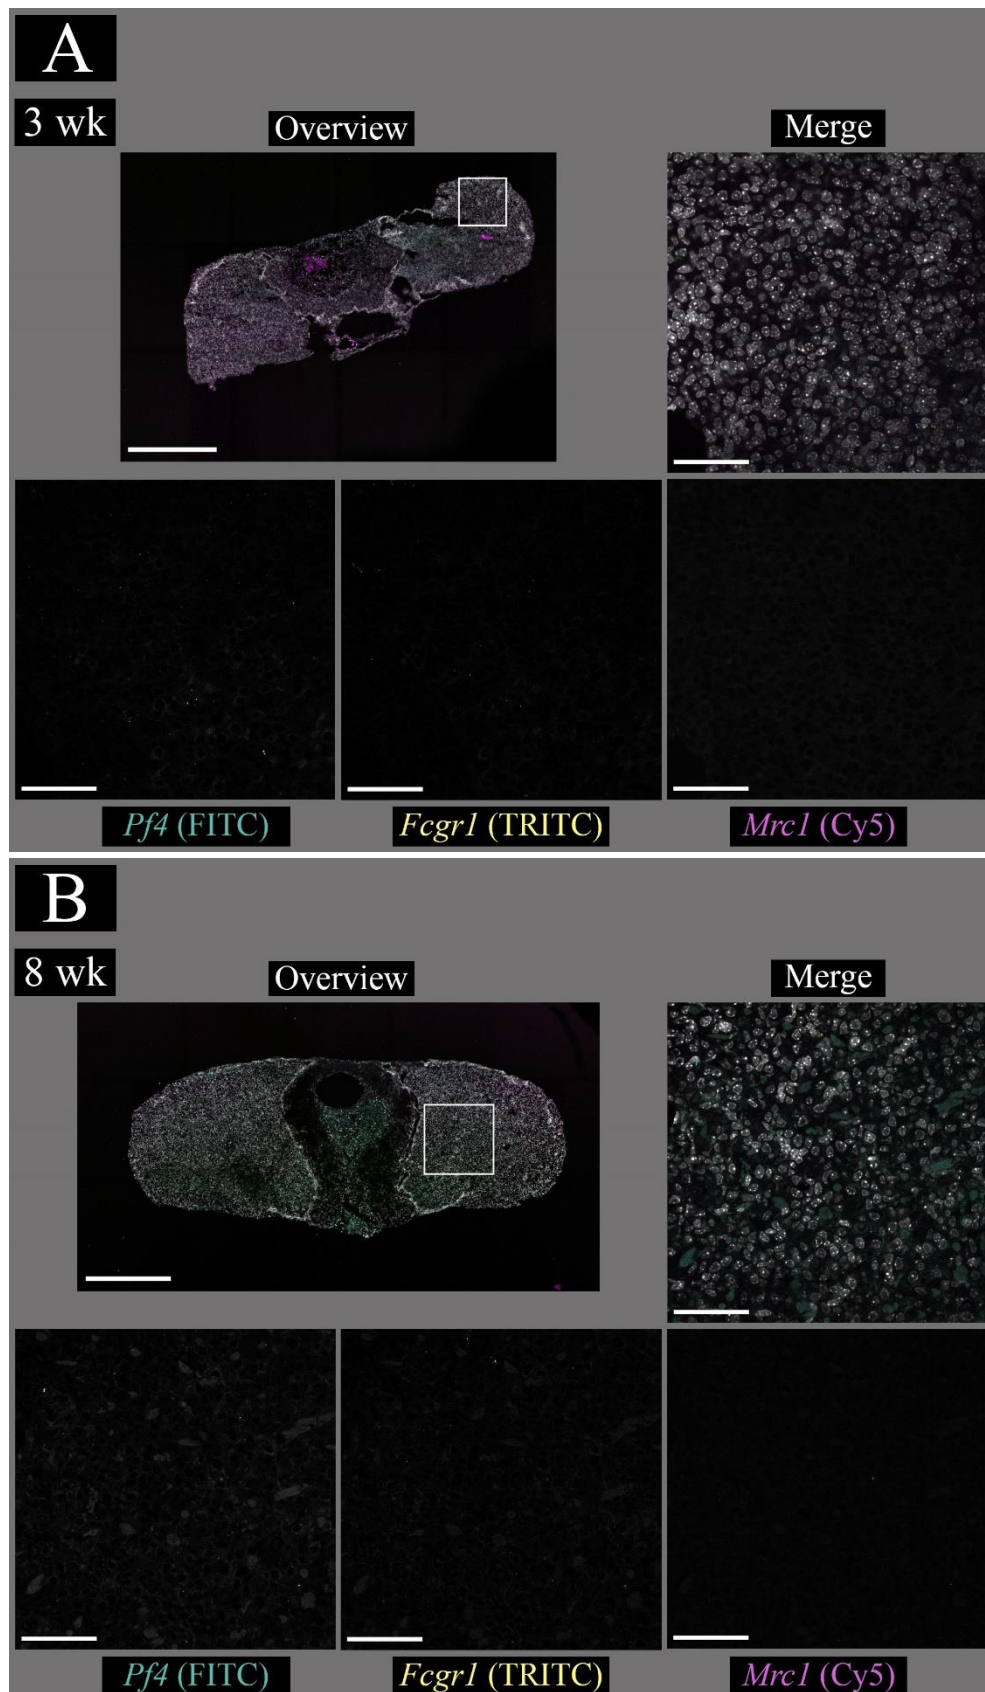 A
3 wk
Overview
Merge
Pf4 (FITC)
Fcgr1 (TRITC)
Mrc1 (Cy5)
B
8 wk
Overview
Merge
Pf4 (FITC)
Fcgr1 (TRITC)
Mrc1 (Cy5)